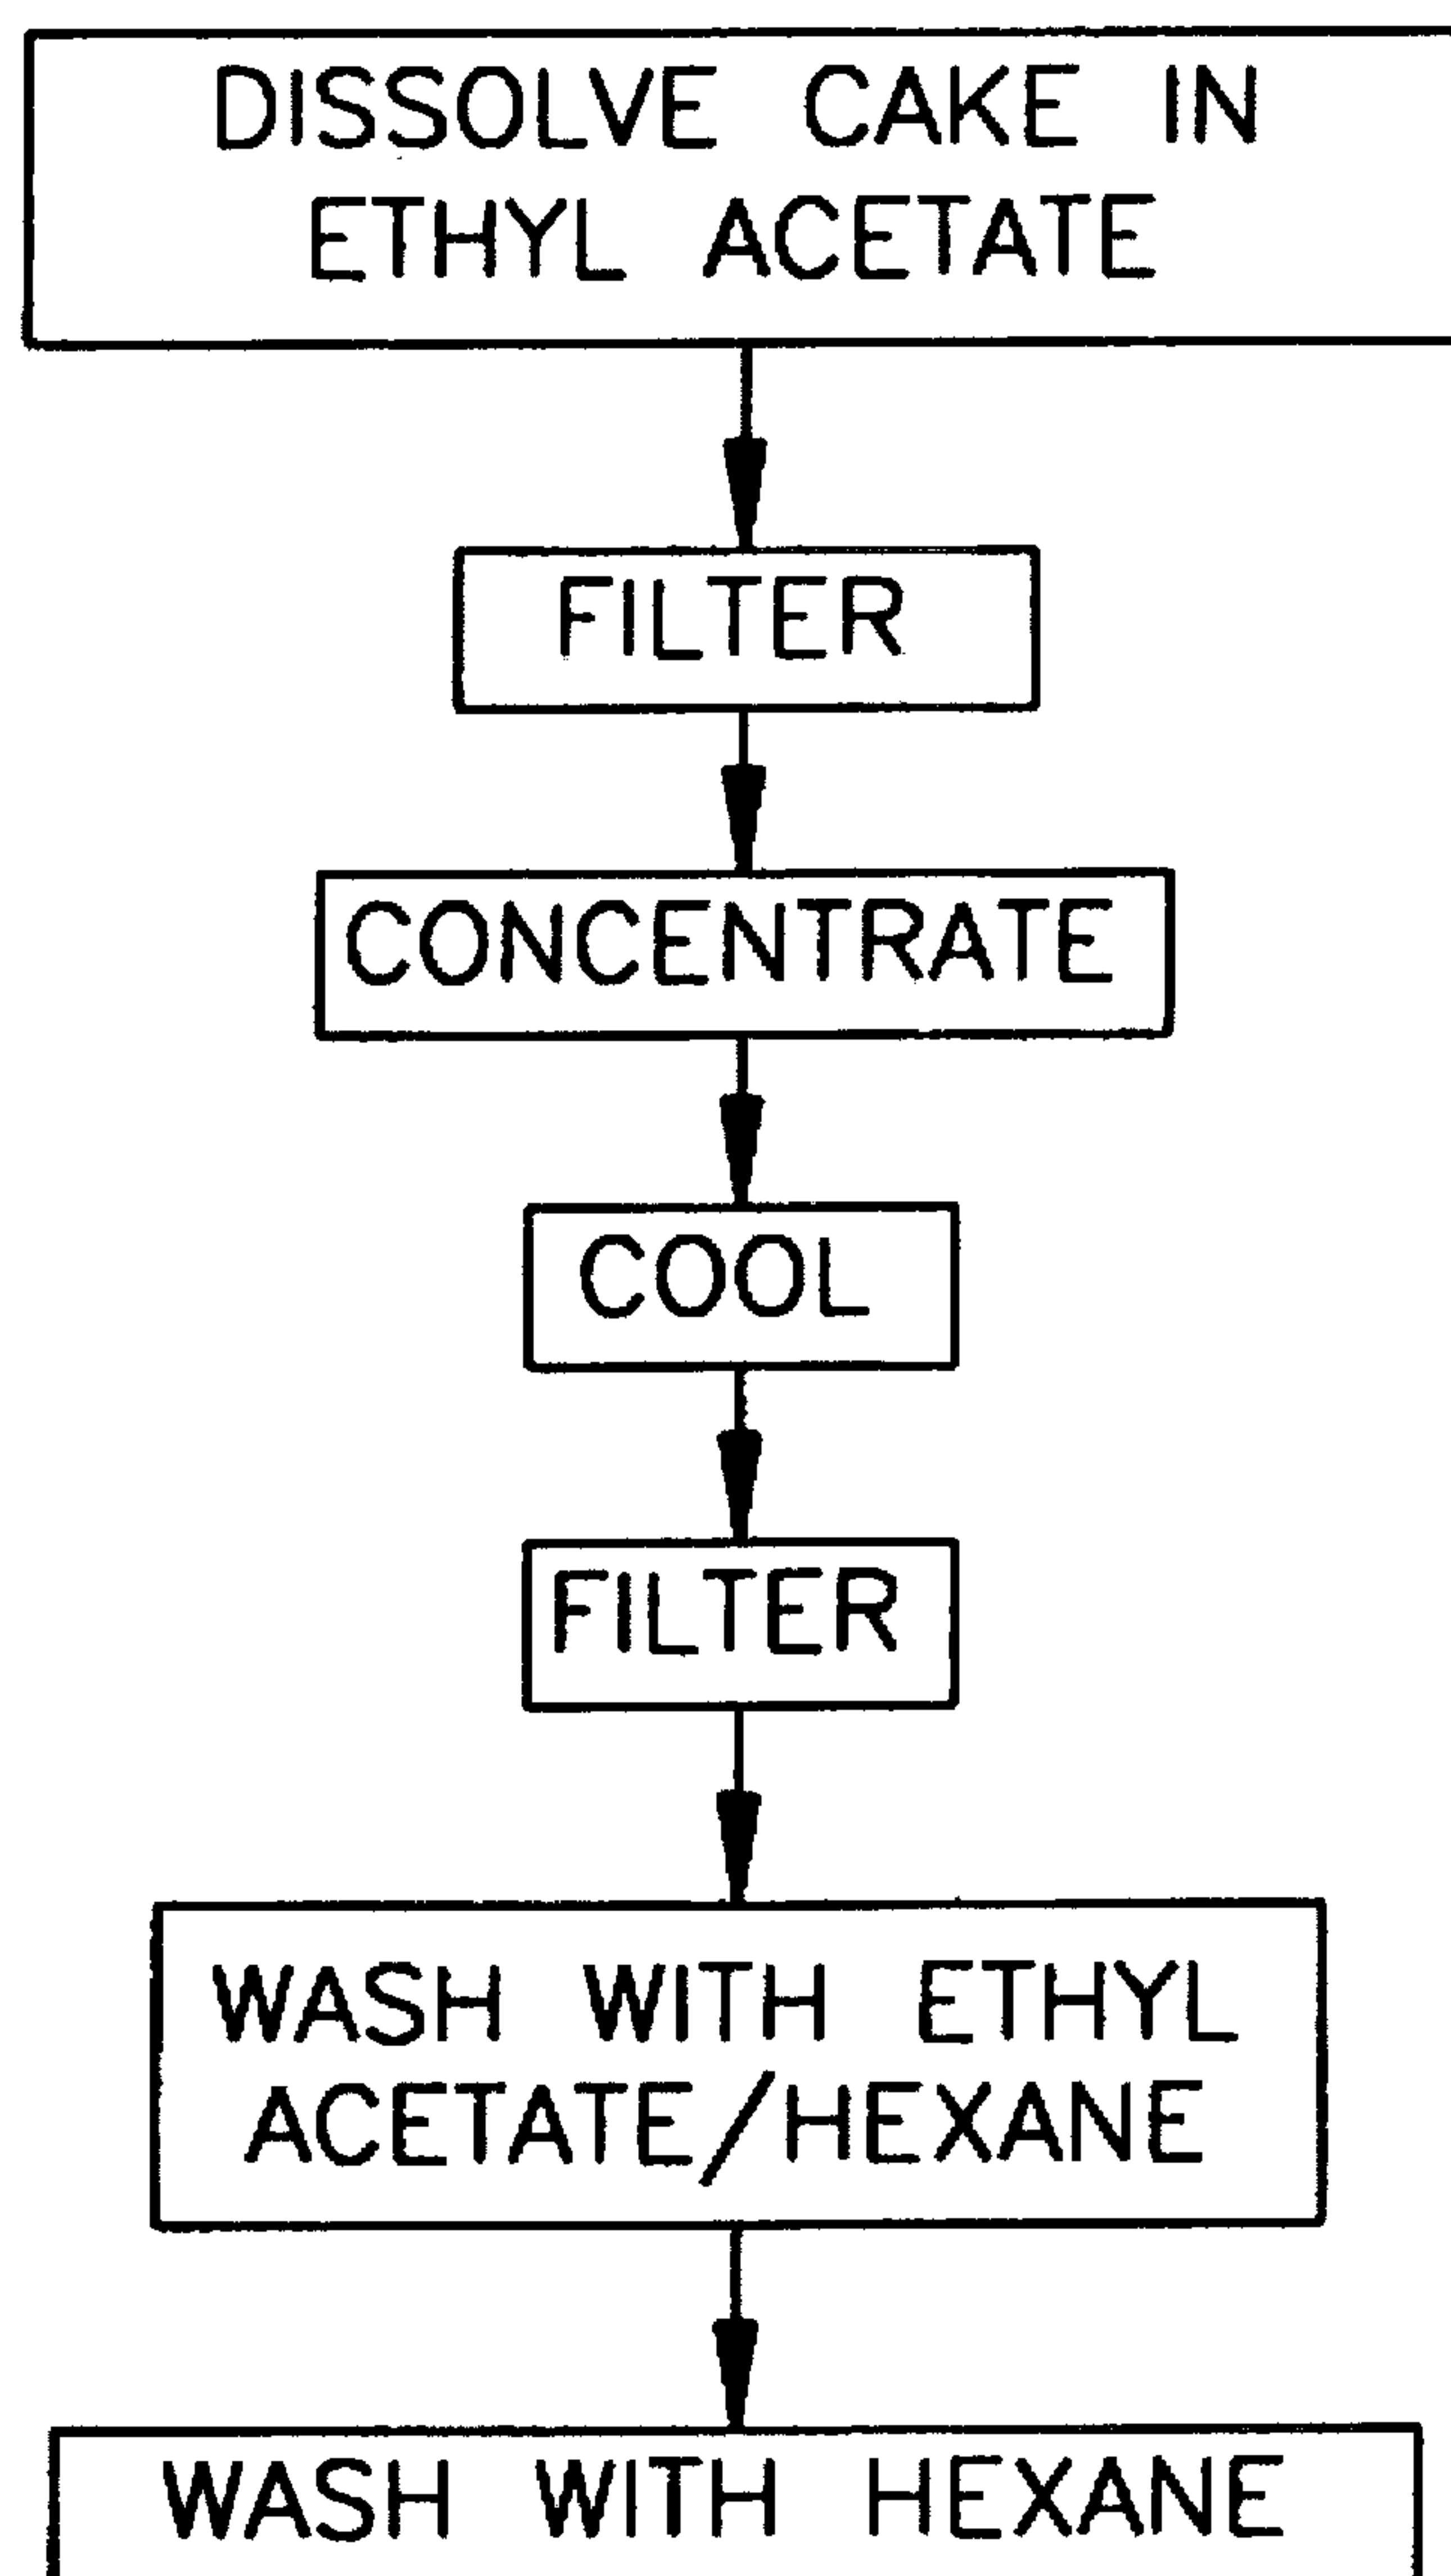 DISSOLVE CAKE IN
ETHYL ACETATE
FILTER
CONCENTRATE
COOL
FILTER
WASH WITH ETHYL
ACETATE/HEXANE
WASH WITH HEXANE